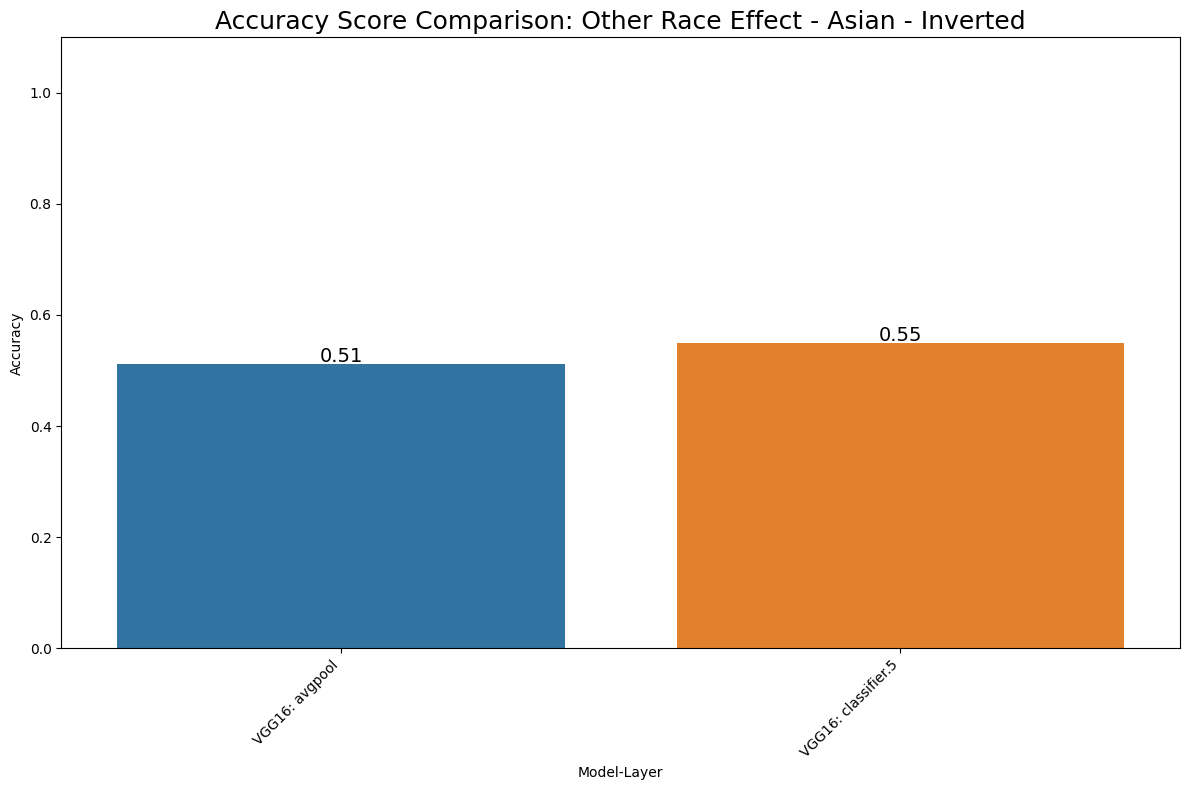 Accuracy Score Comparison: Other Race Effect - Asian - Inverted
Accuracy
1.0
0.8
0.6
0.4
0.2
0.0
0.51
0.55
VGG16: avgpool
VGG16: classifier.5
Model-Layer